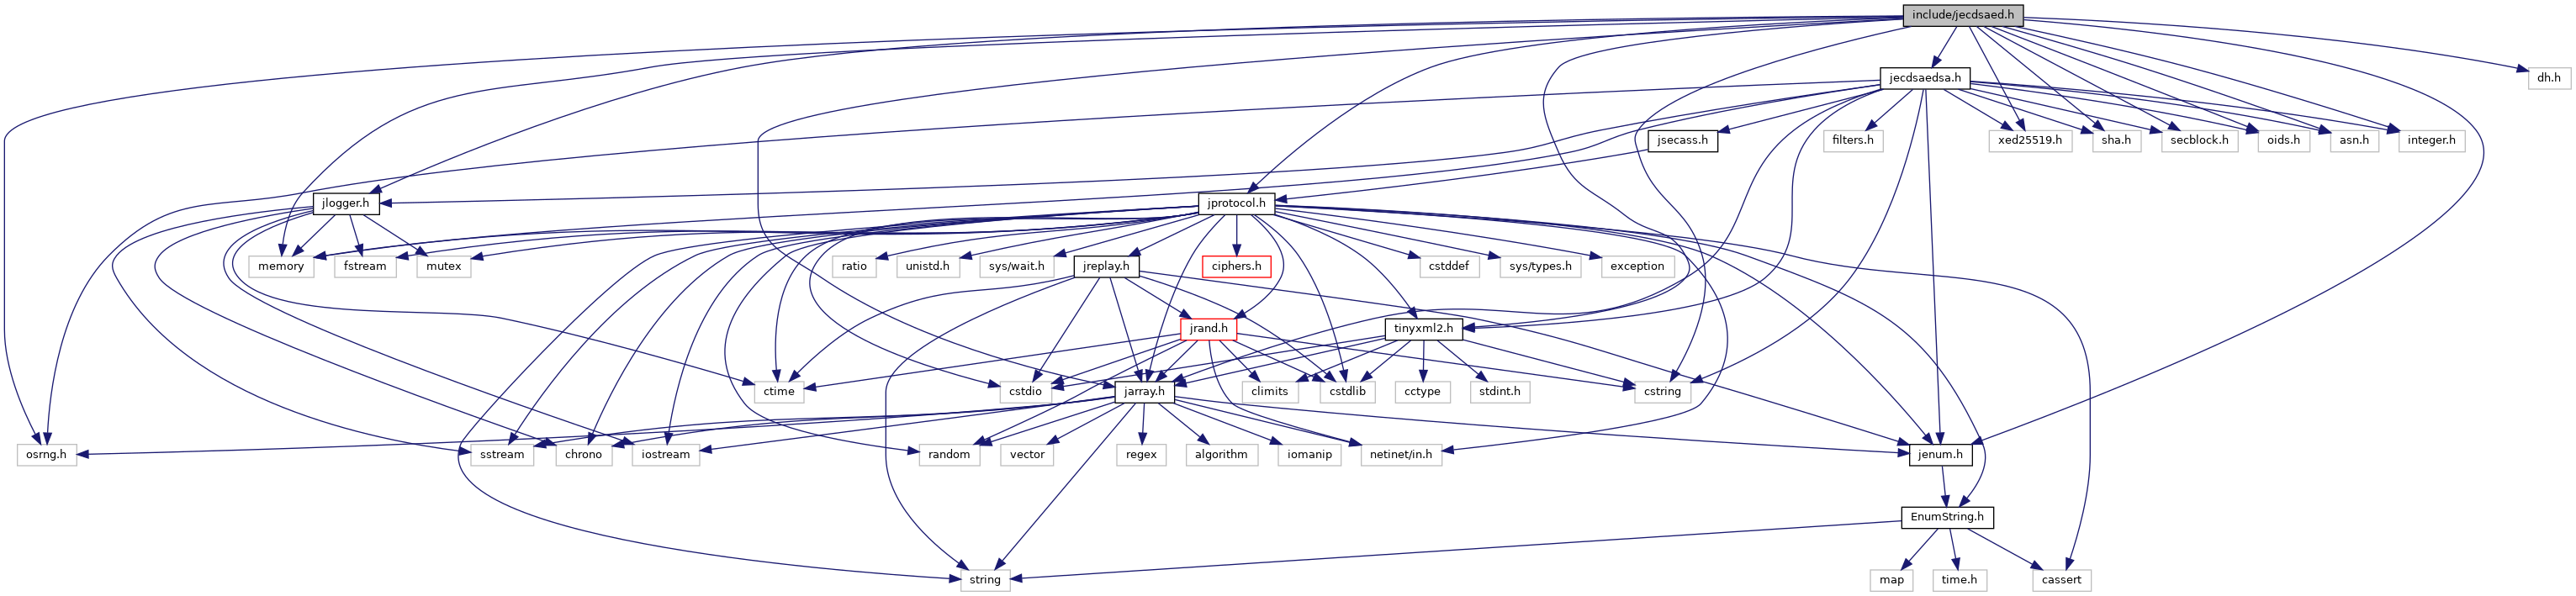 include/jecdsaed.h
jecdsaedsa.h
dh.h
jsecass.h
filters.h
xed25519.h
sha.h
secblock.h
oids.h
asn.h
integer.h
jlogger.h
jprotocol.h
memory
fstream
mutex
ratio
unistd.h
sys/wait.h
jreplay.h
ciphers.h
cstddef
sys/types.h
exception
jrand.h
tinyxml2.h
ctime
cstdio
jarray.h
climits
cstdlib
cctype
stdint.h
cstring
osrng.h
sstream
chrono
iostream
random
vector
regex
algorithm
iomanip
netinet/in.h
jenum.h
EnumString.h
string
map
time.h
cassert